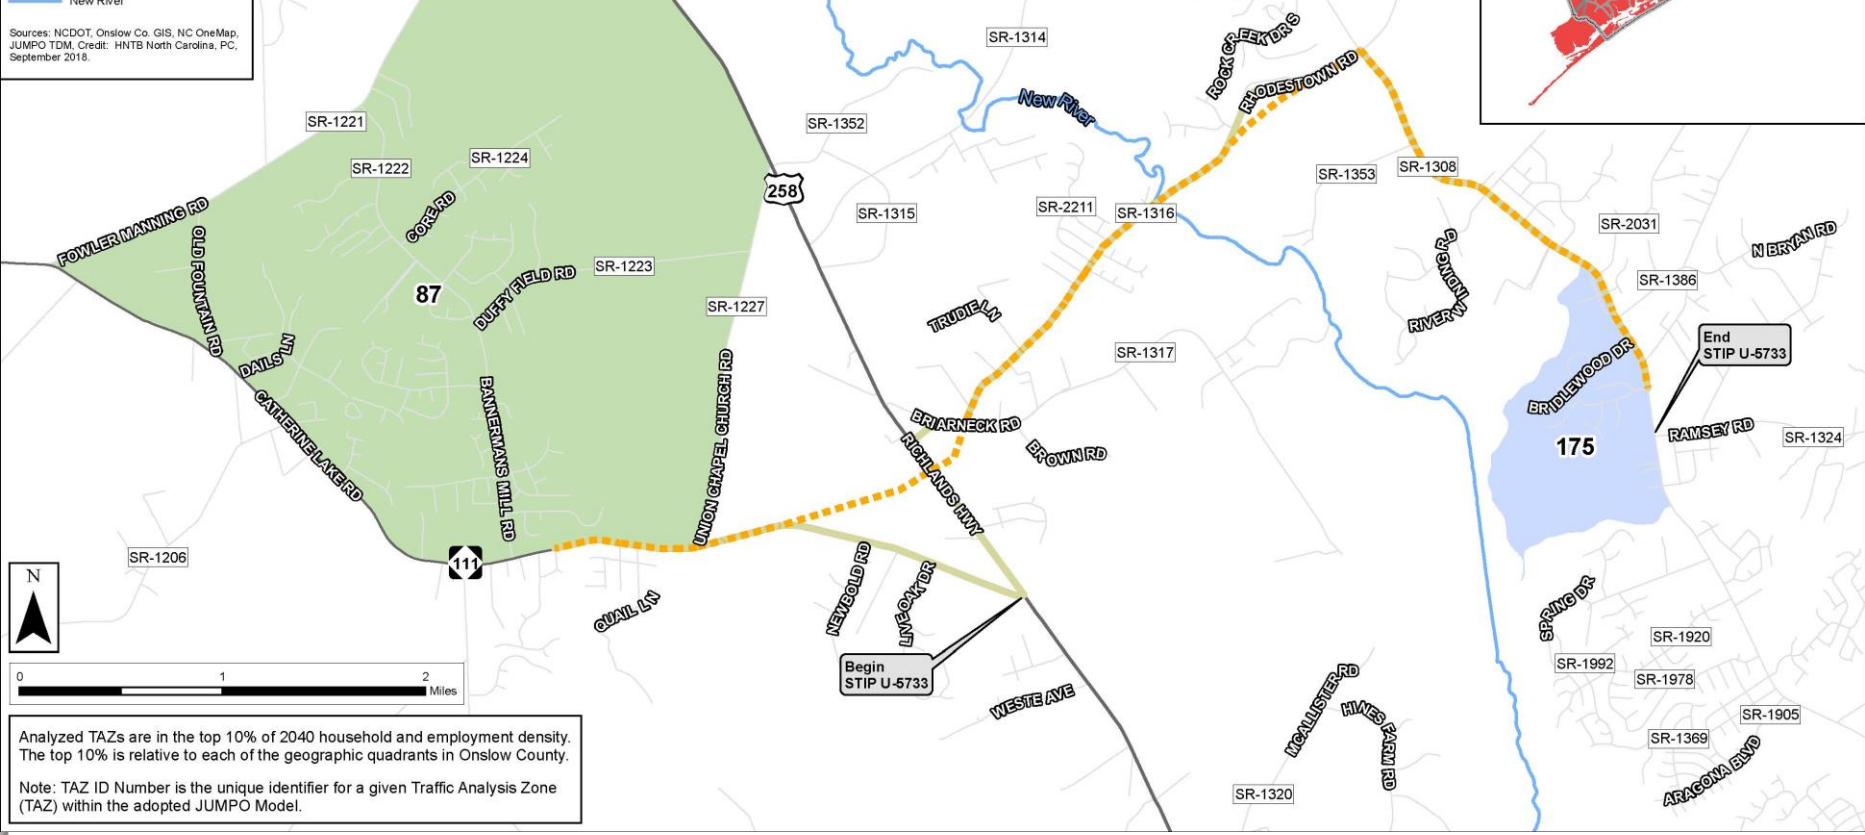 New River
Sources: NCDOT, Onslow Co. GIS, NC OneMap,
JUMPO TDM, Credit: HNTB North Carolina, PC,
September 2018.
SR-1314
ROCK CREEK DR S
RHODESTOWN RD
New River
SR-1221
SR-1352
SR-1222
SR-1224
SR-1353
SR-1308
258
FOWLER MANNING RD
CORE RD
SR-1315
SR-2211
SR-1316
SR-2031
N BRYAN RD
OLD FOUNTAIN RD
SR-1223
WINDING RD
RIVER
SR-1386
87
DUFFY FIELD RD
SR-1227
TRUDIE LN
SR-1317
End
STIP U-5733
DAILS LN
BRIDLEWOOD DR
CATHERINE LAKE RD
BANNERMANS MILL RD
UNION CHAPEL CHURCH RD
BRIARNECK RD
BROWN RD
RICHLANDS HWY
175
RAMSEY RD
SR-1324
SR-1206
111
N
QUAIL LN
NEWBOLD RD
LIVE OAK DR
SPRING DR
SR-1920
SR-1992
SR-1978
Begin
STIP U-5733
WESTE AVE
MCALLISTER RD
HINES FARM RD
SR-1905
SR-1369
ARAGONA BLVD
SR-1320
0 1 2
Miles
Analyzed TAZs are in the top 10% of 2040 household and employment density.
The top 10% is relative to each of the geographic quadrants in Onslow County.
Note: TAZ ID Number is the unique identifier for a given Traffic Analysis Zone
(TAZ) within the adopted JUMPO Model.